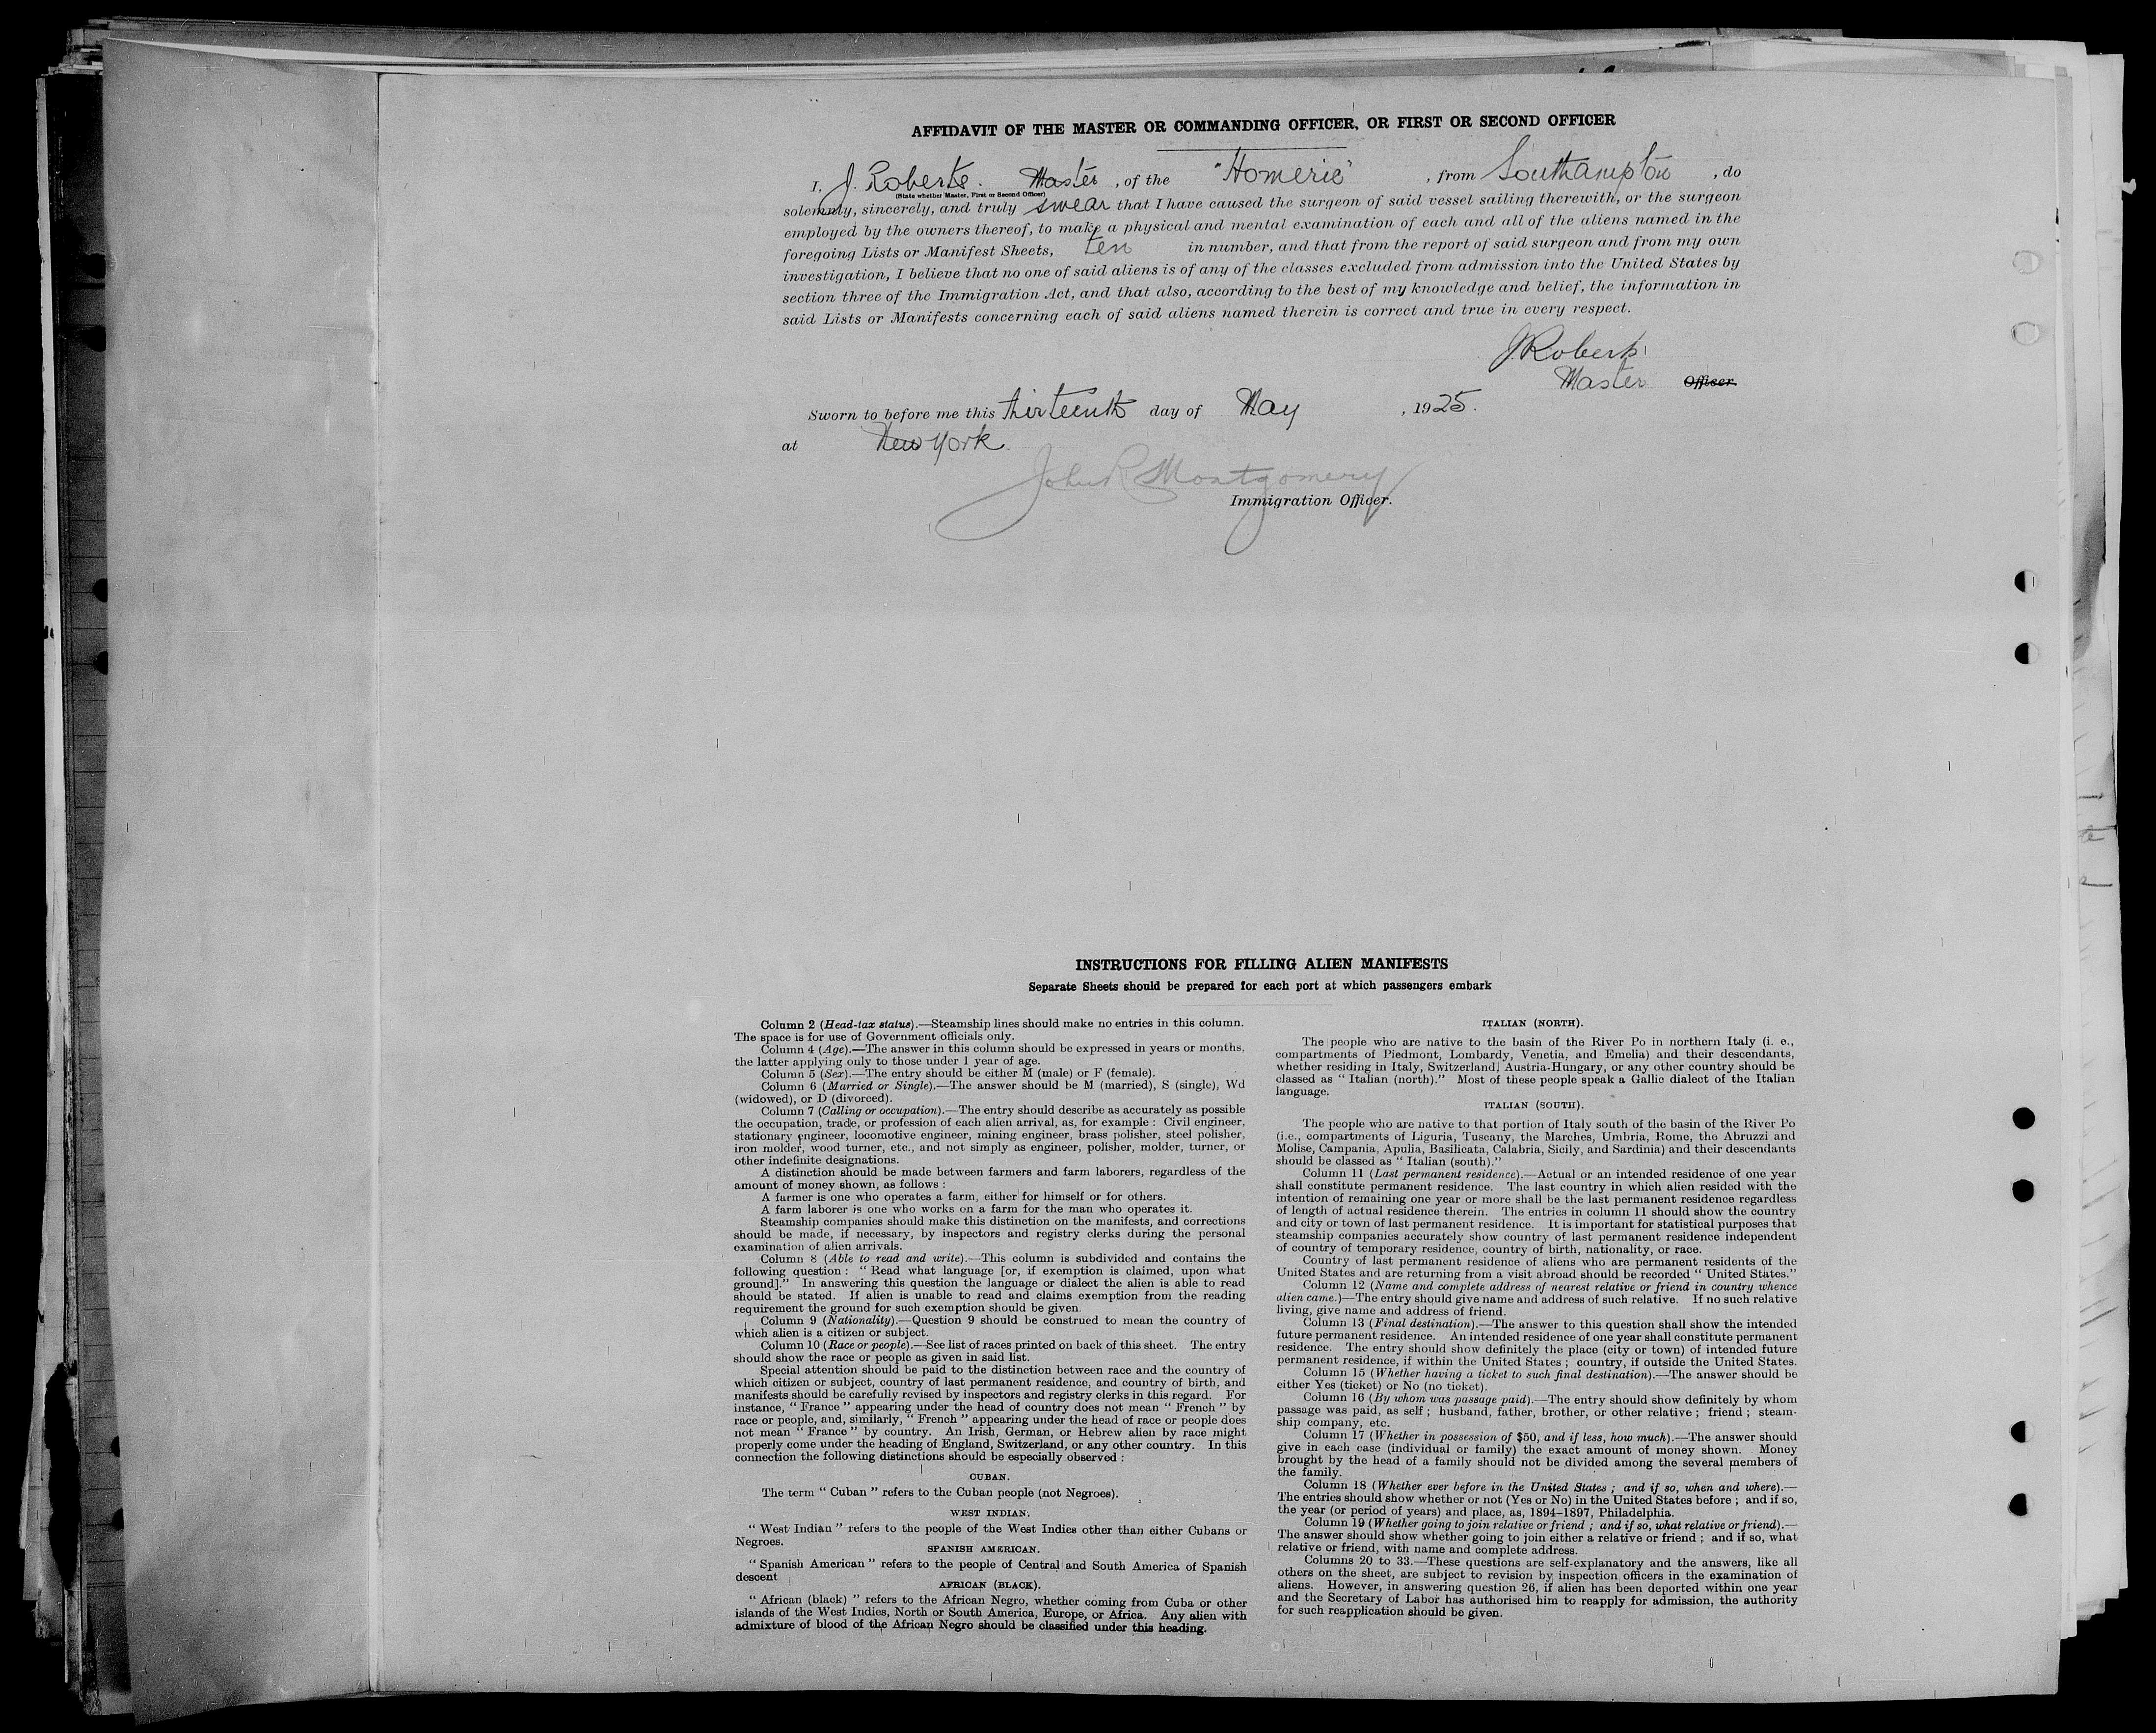 AFFIDAVIT OF THE MASTER OR COMMANDING OFFICER, OR FIRST OR SECOND OFFICER
I, J. Roberts. Master, of the "Homeric", from Southampton, do
(State whether Master, First or Second Officer)
solemnly, sincerely, and truly swear that I have caused the surgeon of said vessel sailing therewith, or the surgeon
employed by the owners thereof, to make a physical and mental examination of each and all of the aliens named in the
foregoing Lists or Manifest Sheets, ten in number, and that from the report of said surgeon and from my own
investigation, I believe that no one of said aliens is of any of the classes excluded from admission into the United States by
section three of the Immigration Act, and that also, according to the best of my knowledge and belief, the information in
said Lists or Manifests concerning each of said aliens named therein is correct and true in every respect.
J Roberts
Master Officer.
Sworn to before me this thirteenth day of May, 1925.
at New York.
John R Montgomery
Immigration Officer.
INSTRUCTIONS FOR FILLING ALIEN MANIFESTS
Separate Sheets should be prepared for each port at which passengers embark
Column 2 (Head-tax status).—Steamship lines should make no entries in this column.
The space is for use of Government officials only.
Column 4 (Age).—The answer in this column should be expressed in years or months,
the latter applying only to those under 1 year of age.
Column 5 (Sex).—The entry should be either M (male) or F (female).
Column 6 (Married or Single).—The answer should be M (married), S (single), Wd
(widowed), or D (divorced).
Column 7 (Calling or occupation).—The entry should describe as accurately as possible
the occupation, trade, or profession of each alien arrival, as, for example : Civil engineer,
stationary engineer, locomotive engineer, mining engineer, brass polisher, steel polisher,
iron molder, wood turner, etc., and not simply as engineer, polisher, molder, turner, or
other indefinite designations.
A distinction should be made between farmers and farm laborers, regardless of the
amount of money shown, as follows :
A farmer is one who operates a farm, either for himself or for others.
A farm laborer is one who works on a farm for the man who operates it.
Steamship companies should make this distinction on the manifests, and corrections
should be made, if necessary, by inspectors and registry clerks during the personal
examination of alien arrivals.
Column 8 (Able to read and write).—This column is subdivided and contains the
following question : " Read what language [or, if exemption is claimed, upon what
ground]." In answering this question the language or dialect the alien is able to read
should be stated. If alien is unable to read and claims exemption from the reading
requirement the ground for such exemption should be given.
Column 9 (Nationality).—Question 9 should be construed to mean the country of
which alien is a citizen or subject.
Column 10 (Race or people).—See list of races printed on back of this sheet. The entry
should show the race or people as given in said list.
Special attention should be paid to the distinction between race and the country of
which citizen or subject, country of last permanent residence, and country of birth, and
manifests should be carefully revised by inspectors and registry clerks in this regard. For
instance, " France " appearing under the head of country does not mean " French " by
race or people, and, similarly, " French " appearing under the head of race or people does
not mean " France " by country. An Irish, German, or Hebrew alien by race might
properly come under the heading of England, Switzerland, or any other country. In this
connection the following distinctions should be especially observed :
CUBAN.
The term " Cuban " refers to the Cuban people (not Negroes).
WEST INDIAN.
" West Indian " refers to the people of the West Indies other than either Cubans or
Negroes.
SPANISH AMERICAN.
" Spanish American " refers to the people of Central and South America of Spanish
descent
AFRICAN (BLACK).
" African (black) " refers to the African Negro, whether coming from Cuba or other
islands of the West Indies, North or South America, Europe, or Africa. Any alien with
admixture of blood of the African Negro should be classified under this heading.
ITALIAN (NORTH).
The people who are native to the basin of the River Po in northern Italy (i. e.,
compartments of Piedmont, Lombardy, Venetia, and Emelia) and their descendants,
whether residing in Italy, Switzerland, Austria-Hungary, or any other country should be
classed as " Italian (north)." Most of these people speak a Gallic dialect of the Italian
language.
ITALIAN (SOUTH).
The people who are native to that portion of Italy south of the basin of the River Po
(i.e., compartments of Liguria, Tuscany, the Marches, Umbria, Rome, the Abruzzi and
Molise, Campania, Apulia, Basilicata, Calabria, Sicily, and Sardinia) and their descendants
should be classed as " Italian (south)."
Column 11 (Last permanent residence).—Actual or an intended residence of one year
shall constitute permanent residence. The last country in which alien resided with the
intention of remaining one year or more shall be the last permanent residence regardless
of length of actual residence therein. The entries in column 11 should show the country
and city or town of last permanent residence. It is important for statistical purposes that
steamship companies accurately show country of last permanent residence independent
of country of temporary residence, country of birth, nationality, or race.
Country of last permanent residence of aliens who are permanent residents of the
United States and are returning from a visit abroad should be recorded " United States."
Column 12 (Name and complete address of nearest relative or friend in country whence
alien came.)—The entry should give name and address of such relative. If no such relative
living, give name and address of friend.
Column 13 (Final destination).—The answer to this question shall show the intended
future permanent residence. An intended residence of one year shall constitute permanent
residence. The entry should show definitely the place (city or town) of intended future
permanent residence, if within the United States ; country, if outside the United States.
Column 15 (Whether having a ticket to such final destination).—The answer should be
either Yes (ticket) or No (no ticket).
Column 16 (By whom was passage paid).—The entry should show definitely by whom
passage was paid, as self ; husband, father, brother, or other relative ; friend ; steam-
ship company, etc.
Column 17 (Whether in possession of $50, and if less, how much).—The answer should
give in each case (individual or family) the exact amount of money shown. Money
brought by the head of a family should not be divided among the several members of
the family.
Column 18 (Whether ever before in the United States ; and if so, when and where).—
The entries should show whether or not (Yes or No) in the United States before ; and if so,
the year (or period of years) and place, as, 1894-1897, Philadelphia.
Column 19 (Whether going to join relative or friend ; and if so, what relative or friend).—
The answer should show whether going to join either a relative or friend ; and if so, what
relative or friend, with name and complete address.
Columns 20 to 33.—These questions are self-explanatory and the answers, like all
others on the sheet, are subject to revision by inspection officers in the examination of
aliens. However, in answering question 26, if alien has been deported within one year
and the Secretary of Labor has authorised him to reapply for admission, the authority
for such reapplication should be given.